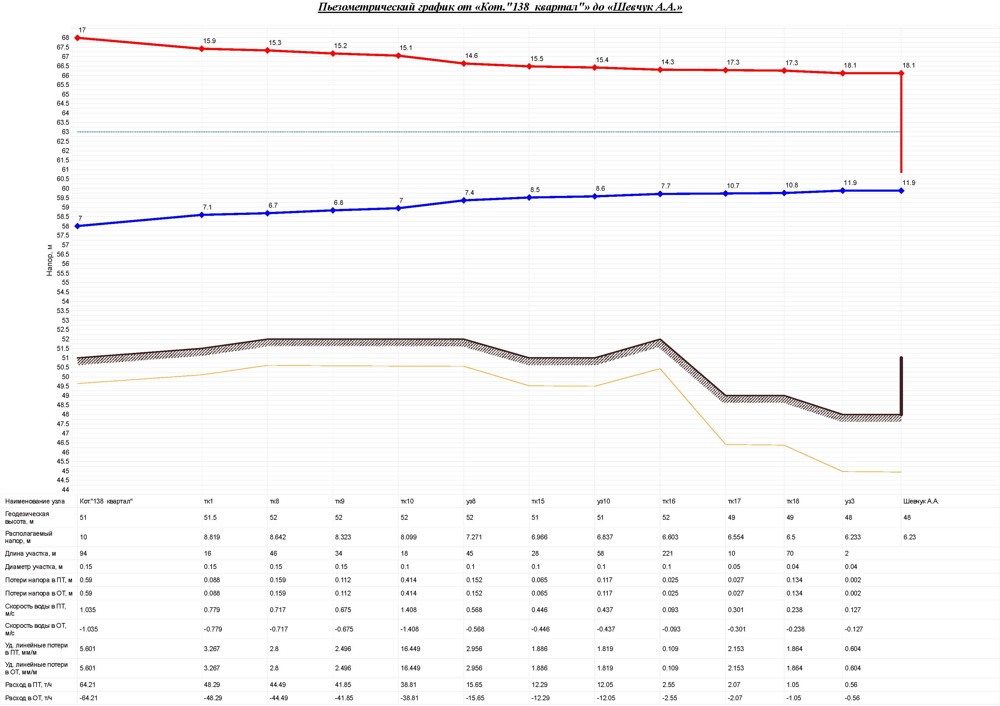 Пьезометрический график от «Кот."138 квартал"» до «Шевчук А.А.»
17 15.9 15.3 15.2 15.1 14.6 15.5 15.4 14.3 17.3 17.3 18.1 18.1
7 7.1 6.7 6.8 7 7.4 8.5 8.6 7.7 10.7 10.8 11.9 11.9
Напор, м
68
67.5
67
66.5
66
65.5
65
64.5
64
63.5
63
62.5
62
61.5
61
60.5
60
59.5
59
58.5
58
57.5
57
56.5
56
55.5
55
54.5
54
53.5
53
52.5
52
51.5
51
50.5
50
49.5
49
48.5
48
47.5
47
46.5
46
45.5
45
44.5
44
Наименование узла Кот."138 квартал" тк1 тк8 тк9 тк10 уз8 тк15 уз10 тк16 тк17 тк18 уз3 Шевчук А.А.
Геодезическая
высота, м 51 51.5 52 52 52 52 51 51 52 49 49 48 48
Располагаемый
напор, м 10 8.819 8.642 8.323 8.099 7.271 6.966 6.837 6.603 6.554 6.5 6.233 6.23
Длина участка, м 94 16 46 34 18 45 28 58 221 10 70 2
Диаметр участка, м 0.15 0.15 0.15 0.15 0.1 0.1 0.1 0.1 0.1 0.05 0.04 0.04
Потери напора в ПТ, м 0.59 0.088 0.159 0.112 0.414 0.152 0.065 0.117 0.025 0.027 0.134 0.002
Потери напора в ОТ, м 0.59 0.088 0.159 0.112 0.414 0.152 0.065 0.117 0.025 0.027 0.134 0.002
Скорость воды в ПТ,
м/с 1.035 0.779 0.717 0.675 1.408 0.568 0.446 0.437 0.093 0.301 0.238 0.127
Скорость воды в ОТ,
м/с -1.035 -0.779 -0.717 -0.675 -1.408 -0.568 -0.446 -0.437 -0.093 -0.301 -0.238 -0.127
Уд. линейные потери
в ПТ, мм/м 5.601 3.267 2.8 2.496 16.449 2.956 1.886 1.819 0.109 2.153 1.864 0.604
Уд. линейные потери
в ОТ, мм/м 5.601 3.267 2.8 2.496 16.449 2.956 1.886 1.819 0.109 2.153 1.864 0.604
Расход в ПТ, т/ч 64.21 48.29 44.49 41.85 38.81 15.65 12.29 12.05 2.55 2.07 1.05 0.56
Расход в ОТ, т/ч -64.21 -48.29 -44.49 -41.85 -38.81 -15.65 -12.29 -12.05 -2.55 -2.07 -1.05 -0.56